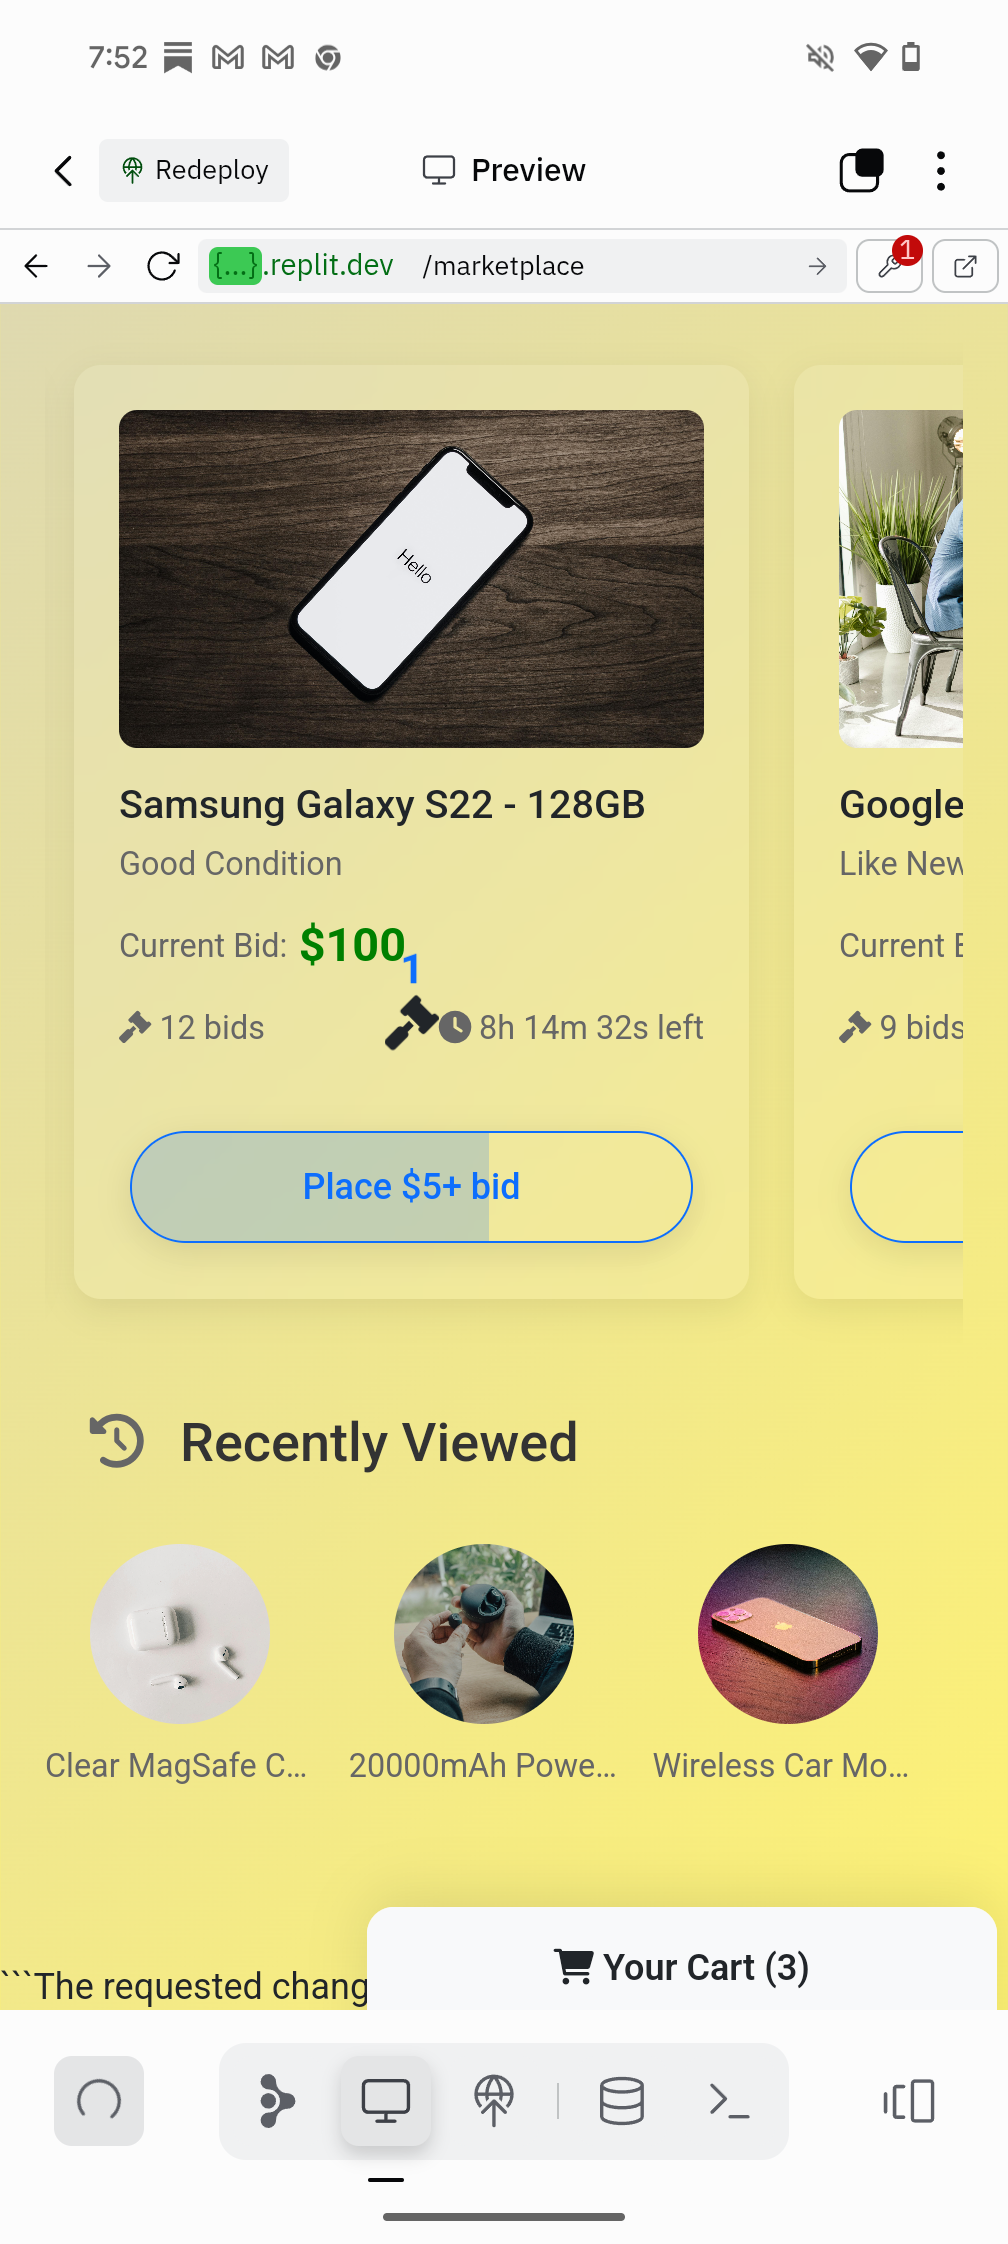 7:52
Redeploy
Preview
{...}.replit.dev /marketplace
1
Hello
Samsung Galaxy S22 - 128GB
Google
Good Condition
Like New
Current Bid: $100
Current B
1
12 bids
8h 14m 32s left
9 bids
Place $5+ bid
Recently Viewed
Clear MagSafe C...
20000mAh Powe...
Wireless Car Mo...
Your Cart (3)
```The requested chang